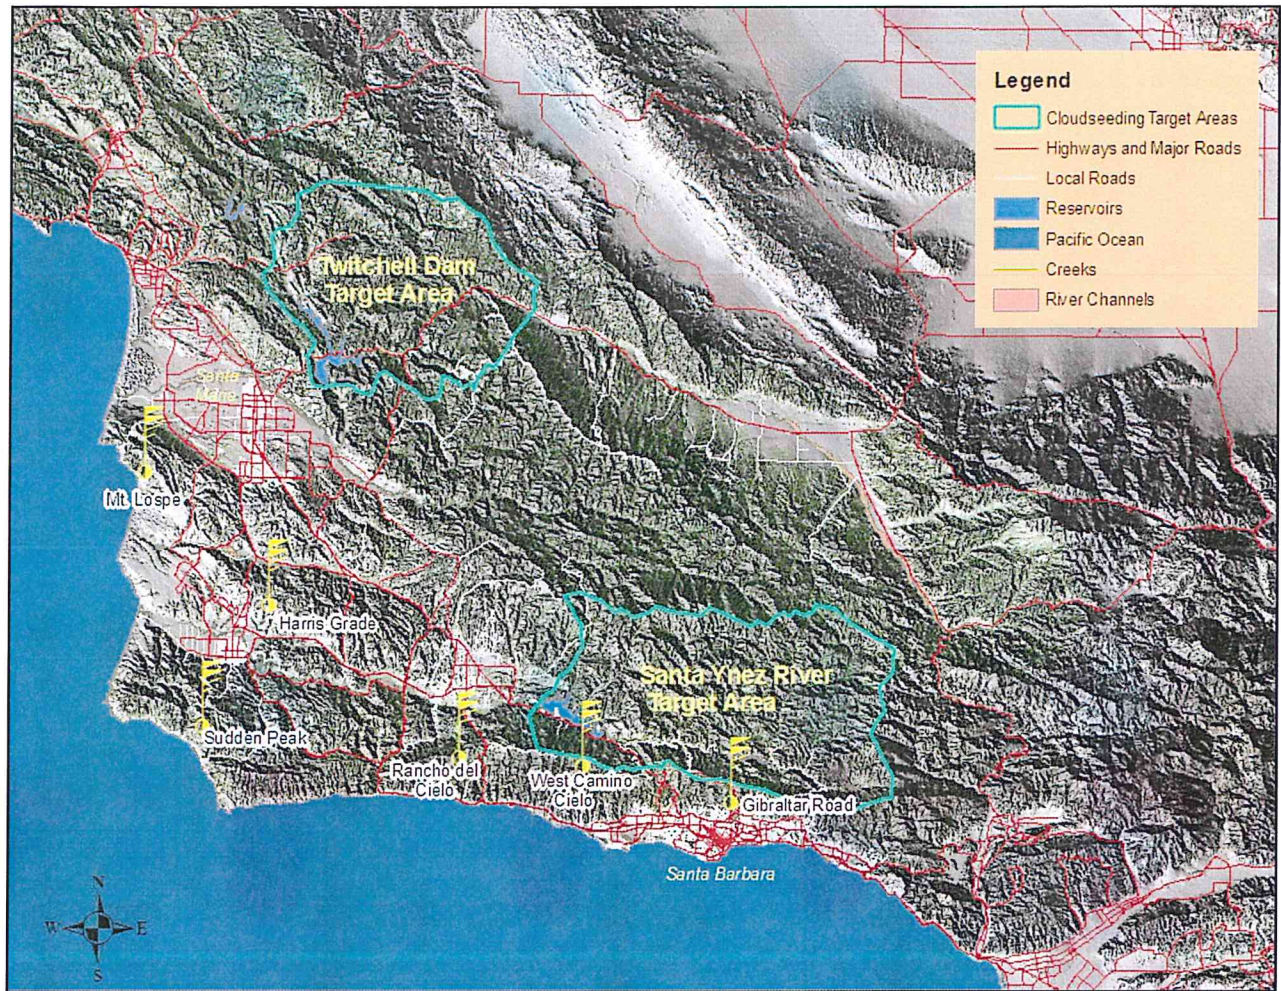 Legend
Cloudseeding Target Areas
Highways and Major Roads
Local Roads
Reservoirs
Pacific Ocean
Creeks
River Channels
Twitchell Dam
Target Area
Santa
Maria
Mt. Lospe
Harris Grade
Santa Ynez River
Target Area
Sudden Peak
Rancho del
Cielo
West Camino
Cielo
Gibraltar Road
Santa Barbara
N
W
E
S